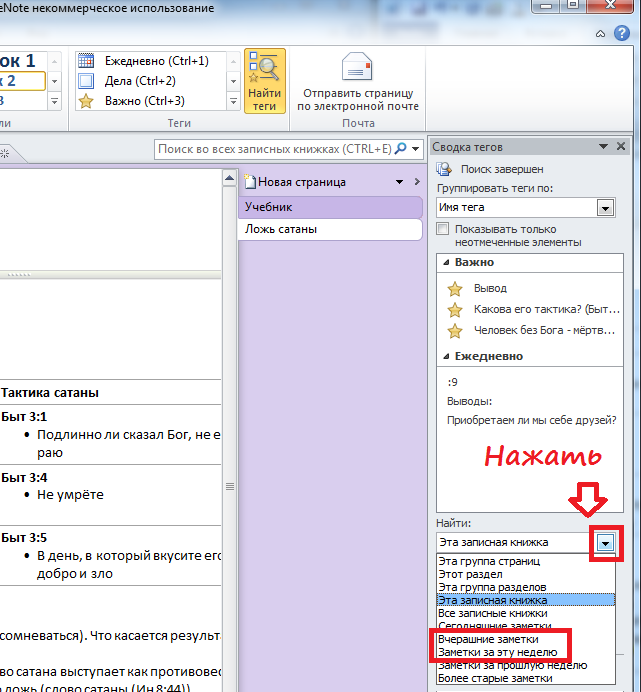 eNote некоммерческое использование
ок 1
к 2
3
Ежедневно (Ctrl+1)
Дела (Ctrl+2)
Важно (Ctrl+3)
Найти
теги
Отправить страницу
по электронной почте
ли
Теги
Почта
Поиск во всех записных книжках (CTRL+E)
Новая страница
Учебник
Ложь сатаны
Тактика сатаны
Быт 3:1
• Подлинно ли сказал Бог, не е
раю
Быт 3:4
• Не умрёте
Быт 3:5
• В день, в который вкусите его
добро и зло
сомневаться). Что касается результа
во сатана выступает как противовес
ю ложь (слово сатаны (Ин 8:44))
Сводка тегов
Поиск завершен
Группировать теги по:
Имя тега
Показывать только
неотмеченные элементы
Важно
Вывод
Какова его тактика? (Быт...
Человек без Бога - мёртв...
Ежедневно
:9
Выводы:
Приобретаем ли мы себе друзей?
Нажать
Найти:
Эта записная книжка
Эта группа страниц
Этот раздел
Эта группа разделов
Эта записная книжка
Все записные книжки
Сегодняшние заметки
Вчерашние заметки
Заметки за эту неделю
Заметки за прошлую неделю
Более старые заметки